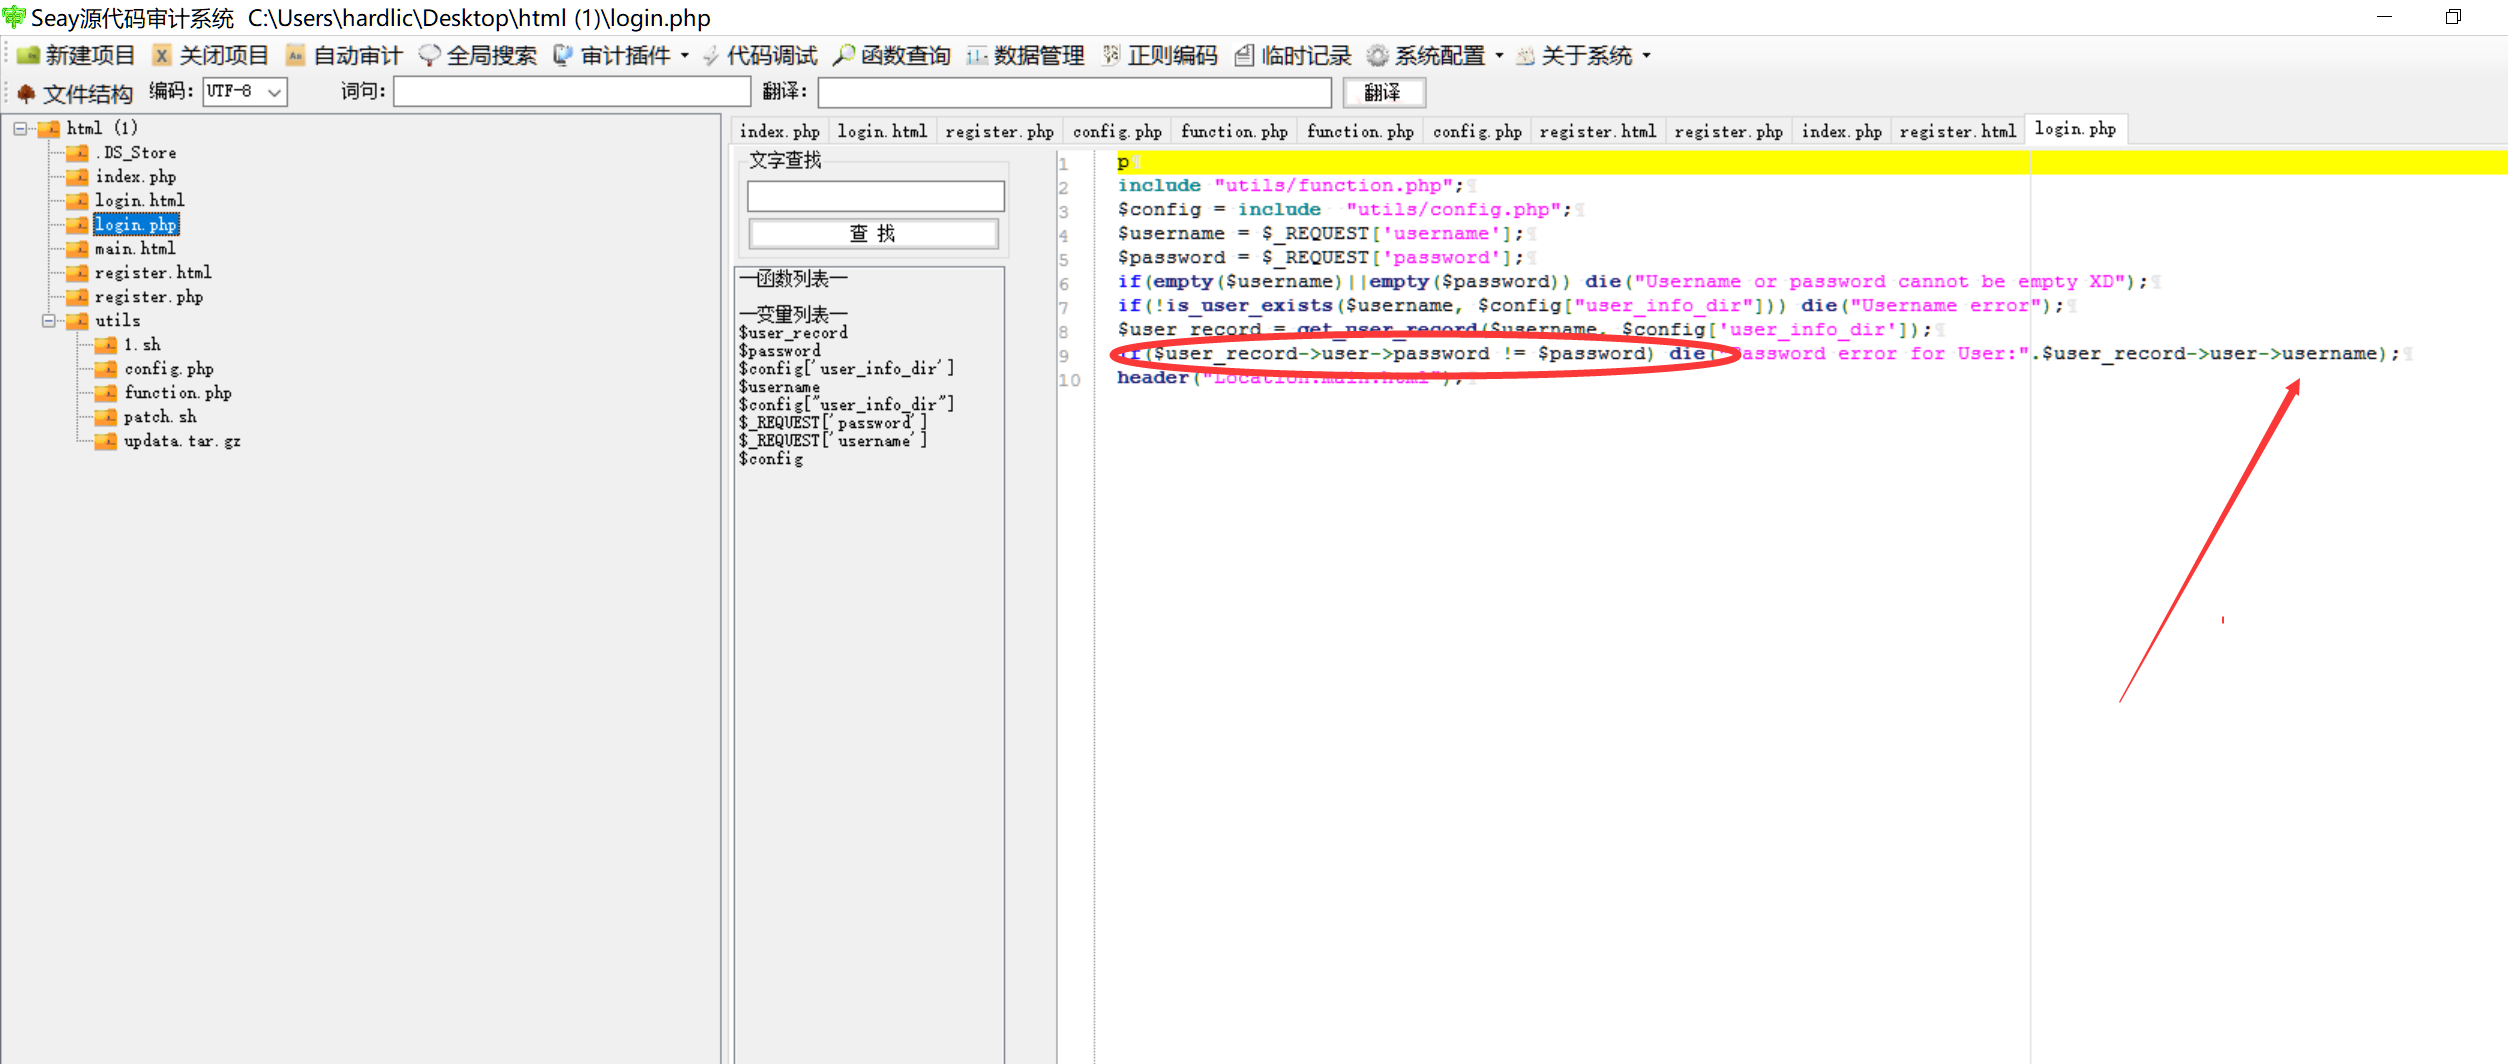 Seay源代码审计系统  C:\Users\hardlic\Desktop\html (1)\login.php
新建项目 关闭项目 自动审计 全局搜索 审计插件 代码调试 函数查询 数据管理 正则编码 临时记录 系统配置 关于系统
文件结构 编码: UTF-8 词句: 翻译: 翻译
html (1)
.DS_Store
index.php
login.html
login.php
main.html
register.html
register.php
utils
1.sh
config.php
function.php
patch.sh
updata.tar.gz
index.php login.html register.php config.php function.php function.php config.php register.html register.php index.php register.html login.php
文字查找
查 找
—函数列表—
—变量列表—
$user_record
$password
$config['user_info_dir']
$username
$config["user_info_dir"]
$_REQUEST['password']
$_REQUEST['username']
$config
1 p
2 include "utils/function.php";
3 $config = include  "utils/config.php";
4 $username = $_REQUEST['username'];
5 $password = $_REQUEST['password'];
6 if(empty($username)||empty($password)) die("Username or password cannot be empty XD");
7 if(!is_user_exists($username, $config["user_info_dir"])) die("Username error");
8 $user_record = get_user_record($username, $config['user_info_dir']);
9 if($user_record->user->password != $password) die("Password error for User:".$user_record->user->username);
10 header("Location:main.html");